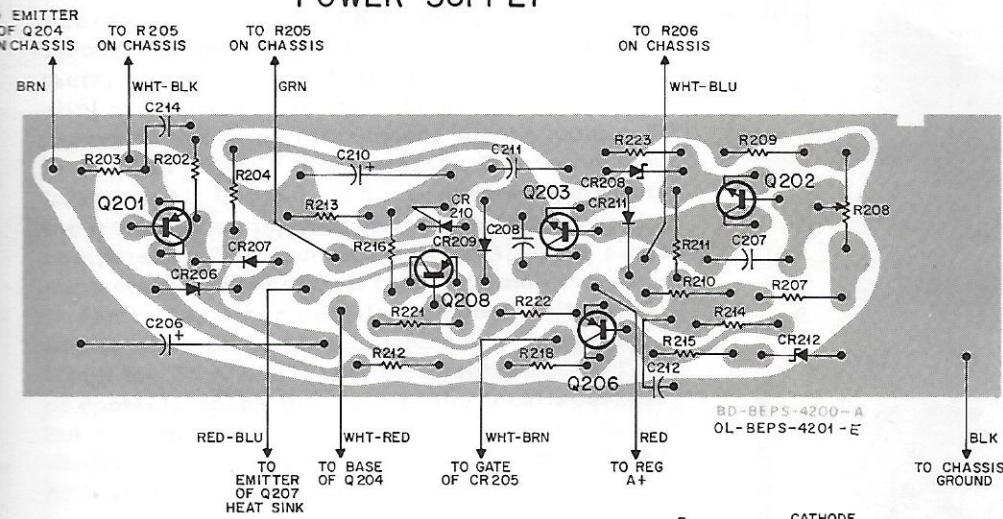 POWER SUPPLY
EMITTER
OF Q204
CHASSIS
TO R205
ON CHASSIS
TO R205
ON CHASSIS
TO R206
ON CHASSIS
BRN
WHT-BLK
GRN
WHT-BLU
C214
R203
R202
R204
C210
+
C211
R223
R209
Q201
R213
CR
210
Q203
CR208
CR211
Q202
R208
R216
CR209
C208
CR207
R211
C207
CR206
Q208
R210
R207
C206
+
R221
R222
R214
R212
R218
R215
CR212
Q206
C212
BD-BEPS-4200-A
OL-BEPS-4201-E
RED-BLU
WHT-RED
WHT-BRN
RED
BLK
TO
EMITTER
OF Q207
HEAT SINK
TO BASE
OF Q204
TO GATE
OF CR205
TO REG
A+
TO CHASSIS
GROUND
CATHODE